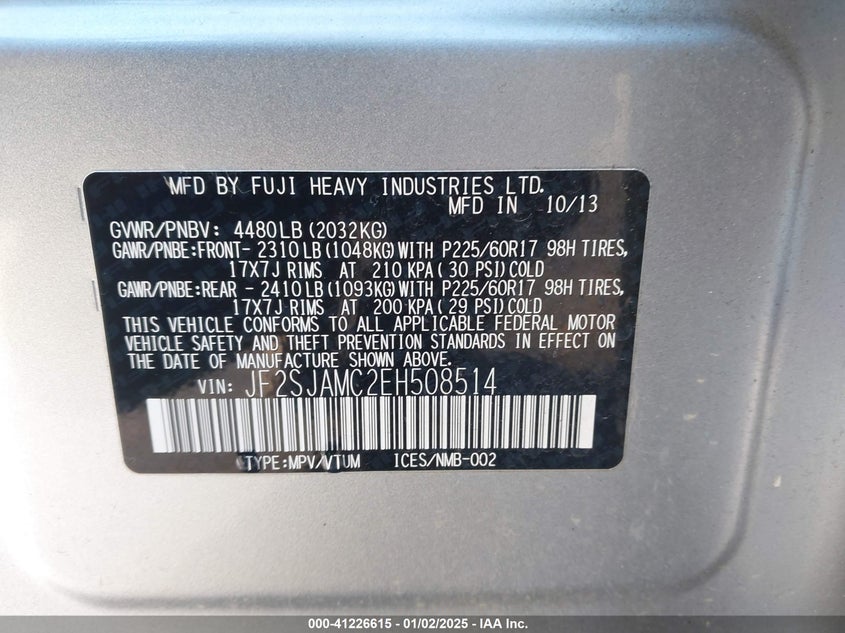 MFD BY FUJI HEAVY INDUSTRIES LTD.
MFD IN 10/13
GVWR/PNBV: 4480LB (2032KG)
GAWR/PNBE:FRONT- 2310LB (1048KG) WITH P225/60R17 98H TIRES,
17X7J RIMS AT 210 KPA ( 30 PSI) COLD
GAWR/PNBE:REAR - 2410LB (1093KG) WITH P225/60R17 98H TIRES,
17X7J RIMS AT 200 KPA ( 29 PSI) COLD
THIS VEHICLE CONFORMS TO ALL APPLICABLE FEDERAL MOTOR
VEHICLE SAFETY AND THEFT PREVENTION STANDARDS IN EFFECT ON
THE DATE OF MANUFACTURE SHOWN ABOVE.
VIN: JF2SJAMC2EH508514
TYPE:MPV/VTUM ICES/NMB-002
000-41226615 - 01/02/2025 - IAA Inc.